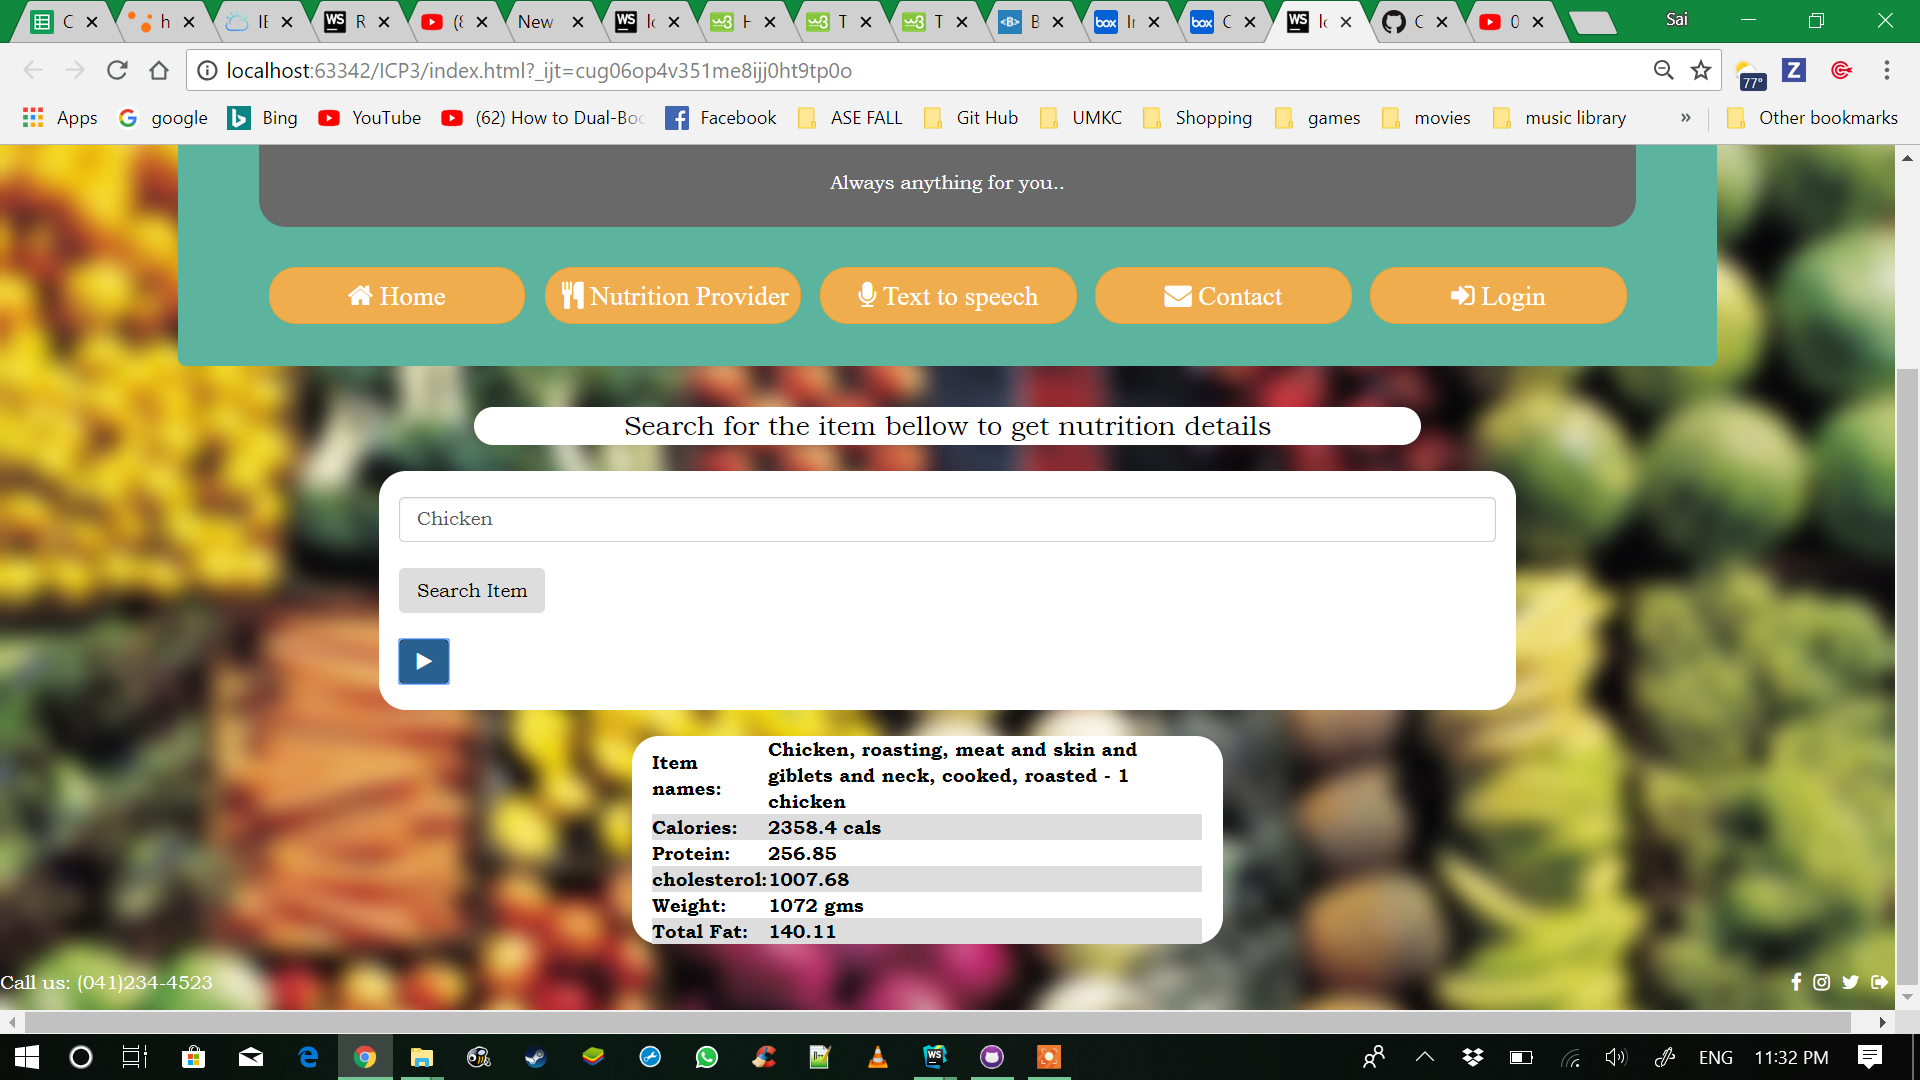 C h IE R (8 New lo H T T B In C lo C 0 Sai
localhost:63342/ICP3/index.html?_ijt=cug06op4v351me8ijj0ht9tp0o
77°
Apps google Bing YouTube (62) How to Dual-Boo Facebook ASE FALL Git Hub UMKC Shopping games movies music library » Other bookmarks
Always anything for you..
Home Nutrition Provider Text to speech Contact Login
Search for the item bellow to get nutrition details
Chicken
Search Item
Item names: Chicken, roasting, meat and skin and
giblets and neck, cooked, roasted - 1
chicken
Calories: 2358.4 cals
Protein: 256.85
cholesterol: 1007.68
Weight: 1072 gms
Total Fat: 140.11
Call us: (041)234-4523
ENG 11:32 PM